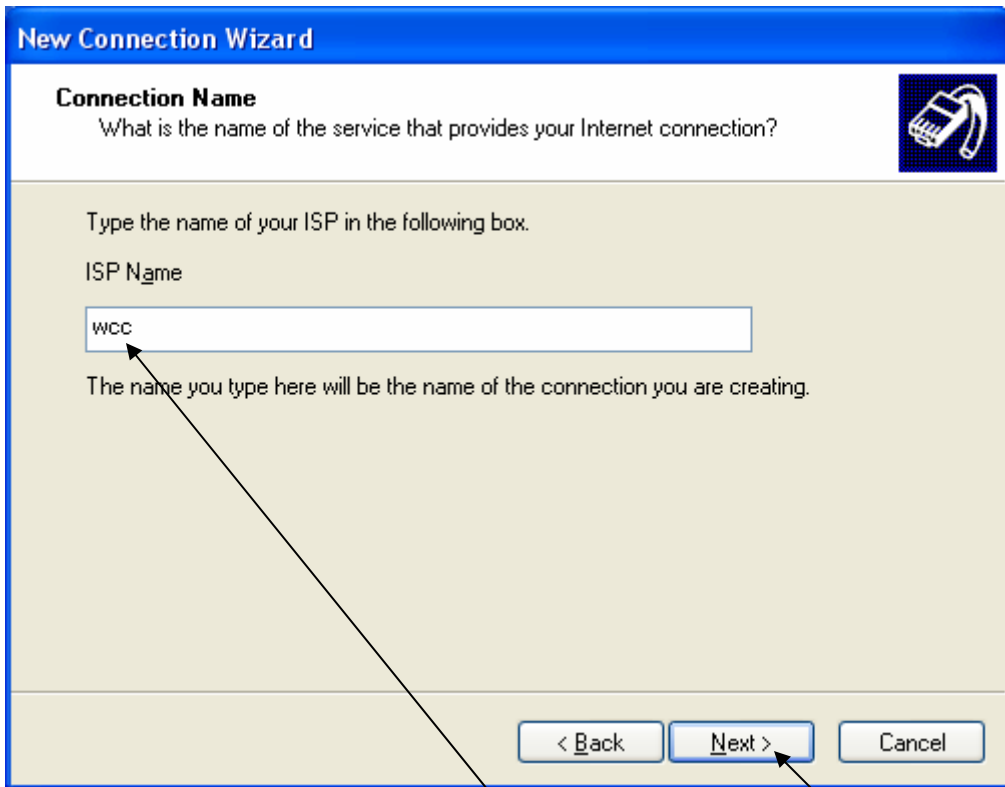 New Connection Wizard
Connection Name
What is the name of the service that provides your Internet connection?
Type the name of your ISP in the following box.
ISP Name
wcc
The name you type here will be the name of the connection you are creating.
< Back Next > Cancel